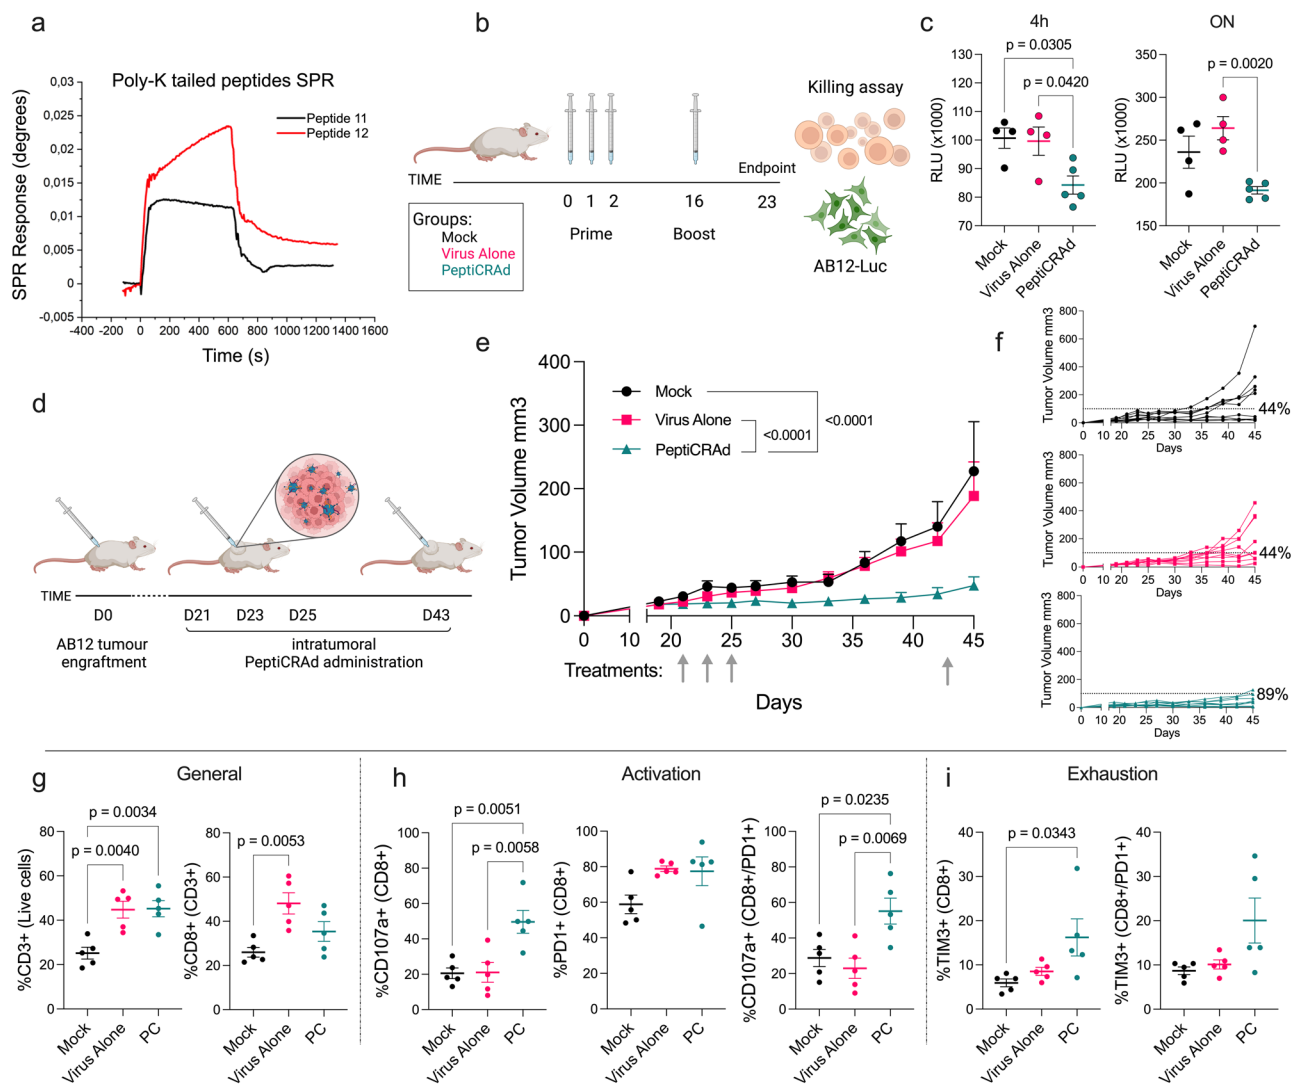 a
Poly-K tailed peptides SPR
SPR Response (degrees)
0,03
0,025
0,02
0,015
0,01
0,005
0
-0,005
Peptide 11
Peptide 12
-400 -200 0 200 400 600 800 1000 1200 1400 1600
Time (s)
b
Killing assay
Endpoint
TIME
0 1 2 16 23
Prime Boost
Groups:
Mock
Virus Alone
PeptiCRAd
AB12-Luc
c
4h
p = 0.0305
p = 0.0420
RLU (x1000)
130
120
110
100
90
80
70
Mock
Virus Alone
PeptiCRAd
ON
p = 0.0020
RLU (x1000)
350
300
250
200
150
Mock
Virus Alone
PeptiCRAd
d
TIME
D0 D21 D23 D25 D43
AB12 tumour
engraftment
intratumoral
PeptiCRAd administration
e
Tumor Volume mm3
400
300
200
100
0
Mock
Virus Alone
PeptiCRAd
<0.0001
<0.0001
0 10 20 25 30 35 40 45
Treatments:
Days
f
Tumor Volume mm3
800
600
400
200
0
44%
0 10 20 25 30 35 40 45
Days
Tumor Volume mm3
800
600
400
200
0
44%
0 10 20 25 30 35 40 45
Days
Tumor Volume mm3
800
600
400
200
0
89%
0 10 20 25 30 35 40 45
Days
g
General
p = 0.0034
p = 0.0040
%CD3+ (Live cells)
80
60
40
20
0
Mock
Virus Alone
PC
p = 0.0053
%CD8+ (CD3+)
80
60
40
20
0
Mock
Virus Alone
PC
h
Activation
p = 0.0051
p = 0.0058
%CD107a+ (CD8+)
100
80
60
40
20
0
Mock
Virus Alone
PC
%PD1+ (CD8+)
100
80
60
40
20
0
Mock
Virus Alone
PC
p = 0.0235
p = 0.0069
%CD107a+ (CD8+/PD1+)
100
80
60
40
20
0
Mock
Virus Alone
PC
i
Exhaustion
p = 0.0343
%TIM3+ (CD8+)
40
30
20
10
0
Mock
Virus Alone
PC
%TIM3+ (CD8+/PD1+)
40
30
20
10
0
Mock
Virus Alone
PC